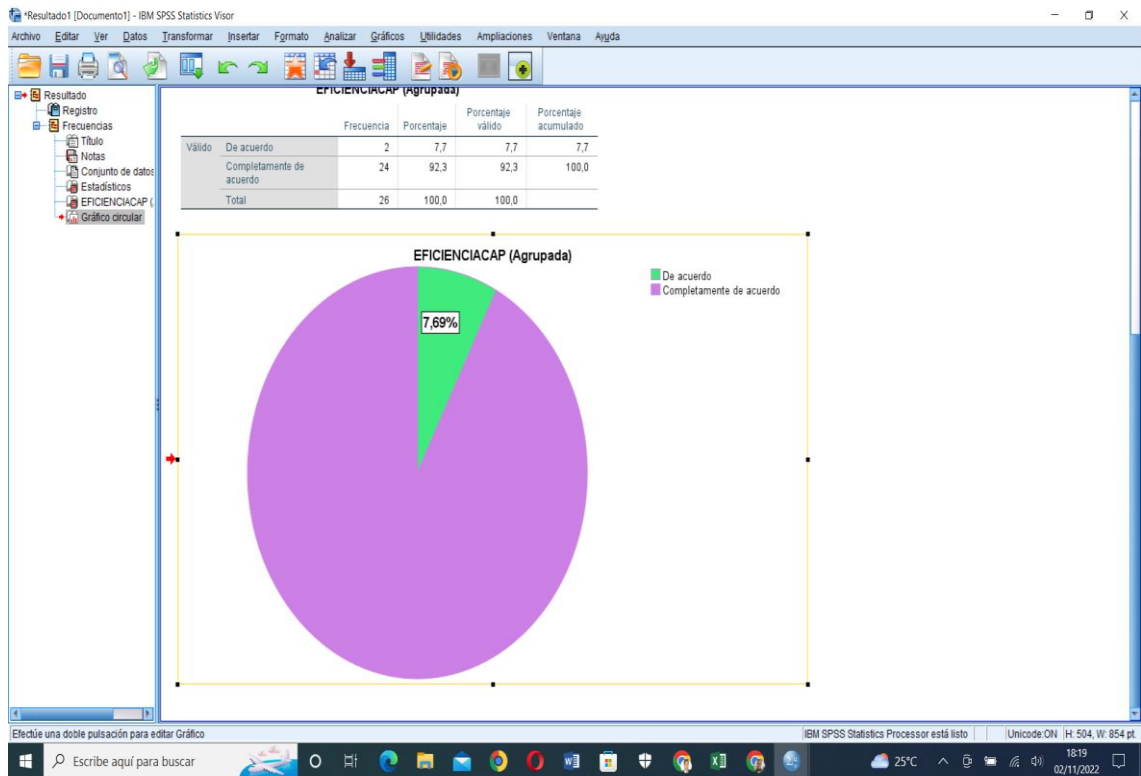 *Resultado1 [Documento1] - IBM SPSS Statistics Visor
Archivo Editar Ver Datos Transformar Insertar Formato Analizar Gráficos Utilidades Ampliaciones Ventana Ayuda
Resultado
Registro
Frecuencias
Título
Notas
Conjunto de datos
Estadísticos
EFICIENCIACAP (
Gráfico circular
EFICIENCIACAP (Agrupada)
Frecuencia Porcentaje Porcentaje válido Porcentaje acumulado
Válido De acuerdo 2 7,7 7,7 7,7
Completamente de acuerdo 24 92,3 92,3 100,0
Total 26 100,0 100,0
EFICIENCIACAP (Agrupada)
De acuerdo
Completamente de acuerdo
7,69%
Efectúe una doble pulsación para editar Gráfico
IBM SPSS Statistics Processor está listo
Unicode:ON H: 504, W: 854 pt.
Escribe aquí para buscar
25°C
18:19
02/11/2022